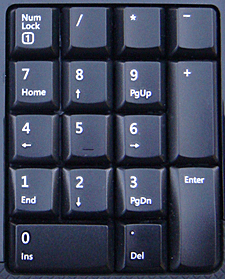 Num Lock 1 / * -
7 Home 8 ↑ 9 PgUp +
4 ← 5 6 →
1 End 2 ↓ 3 PgDn Enter
0 Ins . Del